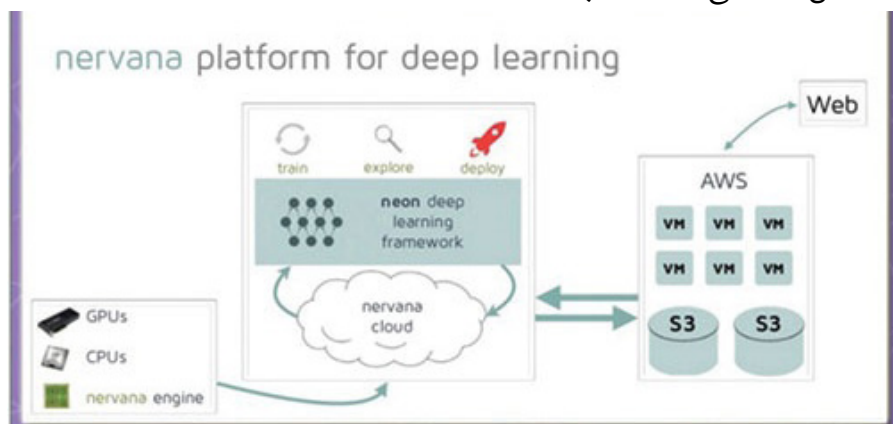 nervana platform for deep learning
Web
train
explore
deploy
neon deep
learning
framework
nervana
cloud
AWS
VM VM VM
VM VM VM
S3 S3
GPUs
CPUs
nervana engine